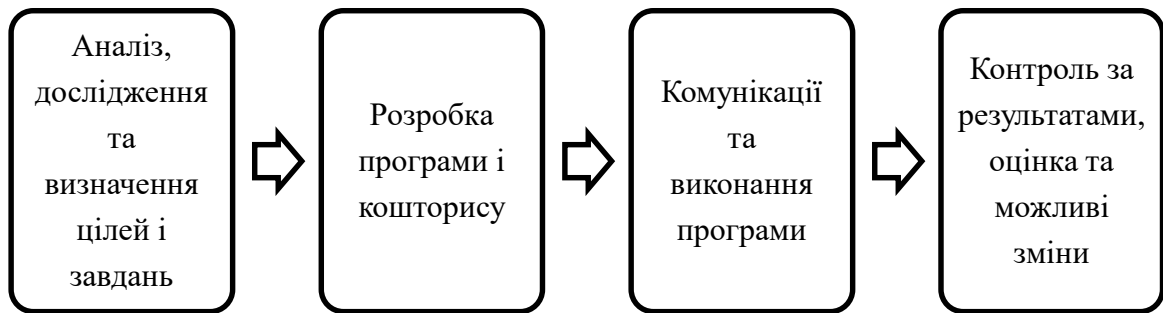 Аналіз,
дослідження
та
визначення
цілей і
завдань
Розробка
програми і
кошторису
Комунікації
та
виконання
програми
Контроль за
результатами,
оцінка та
можливі
зміни